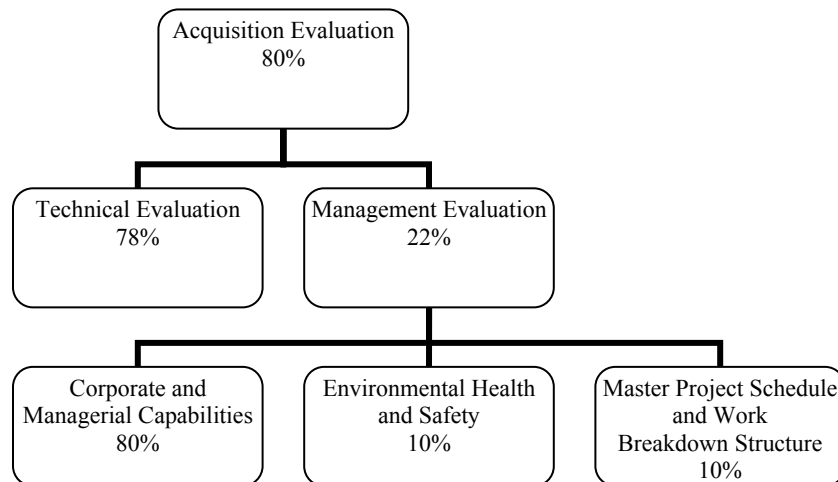 Acquisition Evaluation
80%
Technical Evaluation
78%
Management Evaluation
22%
Corporate and
Managerial Capabilities
80%
Environmental Health
and Safety
10%
Master Project Schedule
and Work
Breakdown Structure
10%